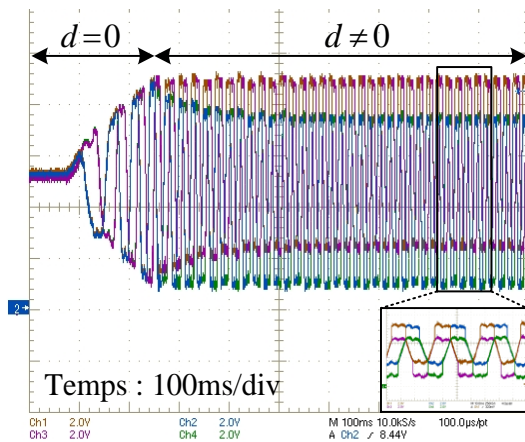 d=0
d≠0
2
Temps : 100ms/div
Ch1 2.0V Ch2 2.0V M 100ms 10.0kS/s 100.0µs/pt
Ch3 2.0V Ch4 2.0V A Ch2 ∕ 8.44V